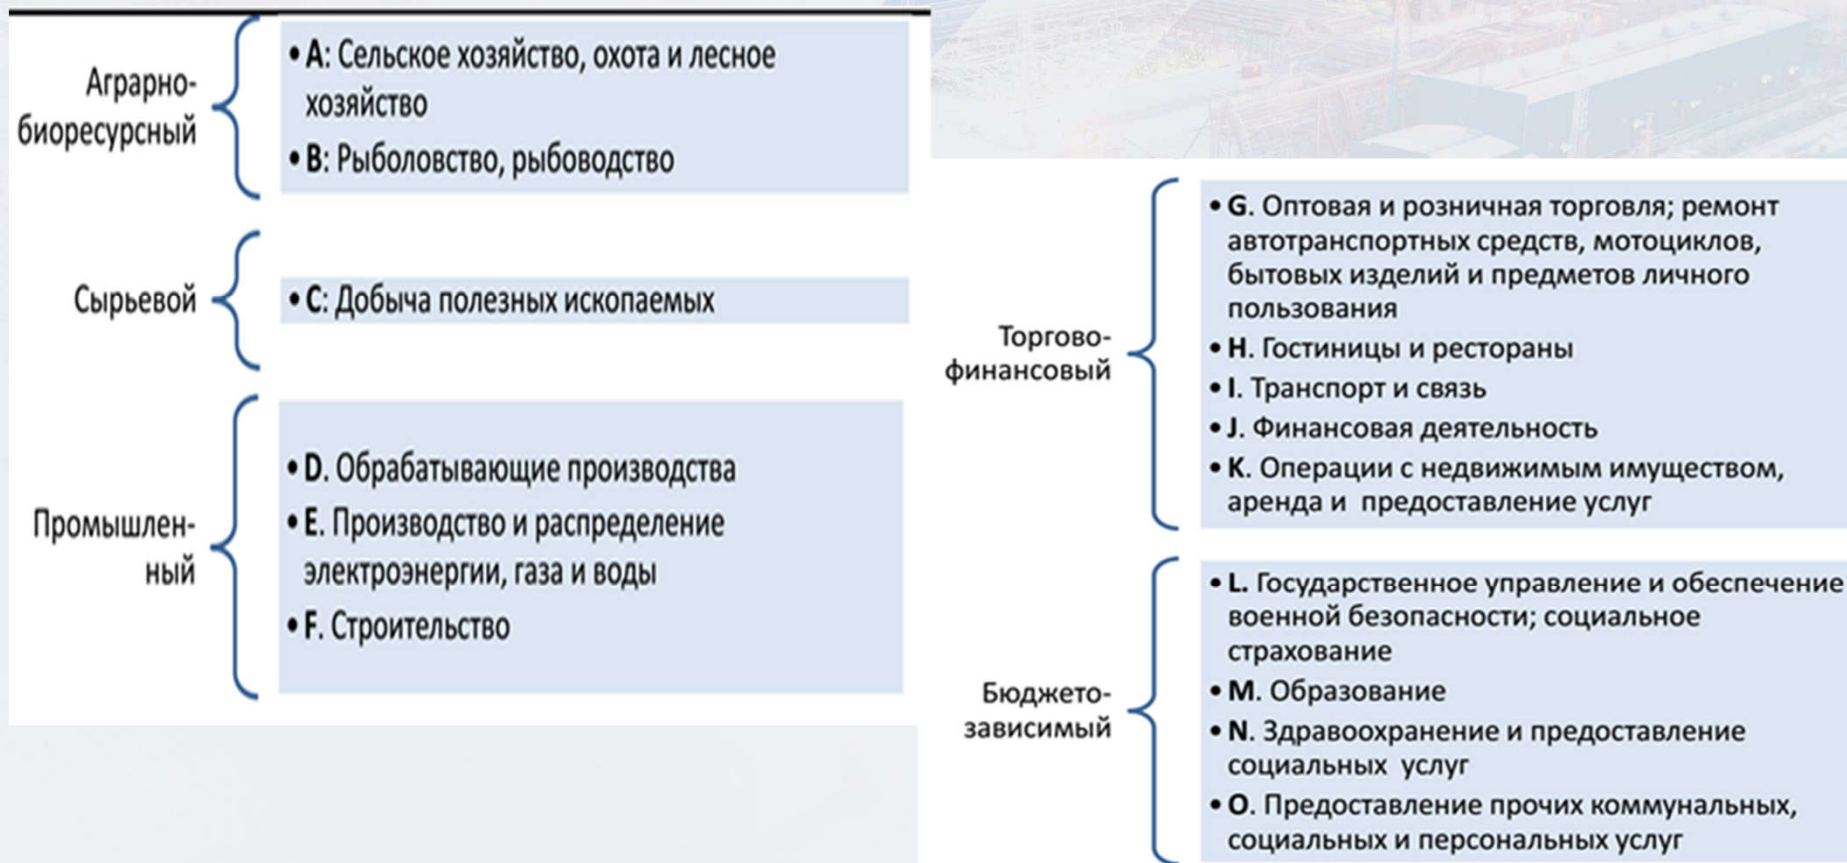 Аграрно-
биоресурсный
• A: Сельское хозяйство, охота и лесное
хозяйство
• B: Рыболовство, рыбоводство
Сырьевой
• C: Добыча полезных ископаемых
Промышлен-
ный
• D. Обрабатывающие производства
• E. Производство и распределение
электроэнергии, газа и воды
• F. Строительство
Торгово-
финансовый
• G. Оптовая и розничная торговля; ремонт
автотранспортных средств, мотоциклов,
бытовых изделий и предметов личного
пользования
• H. Гостиницы и рестораны
• I. Транспорт и связь
• J. Финансовая деятельность
• K. Операции с недвижимым имуществом,
аренда и предоставление услуг
Бюджето-
зависимый
• L. Государственное управление и обеспечение
военной безопасности; социальное
страхование
• M. Образование
• N. Здравоохранение и предоставление
социальных услуг
• O. Предоставление прочих коммунальных,
социальных и персональных услуг